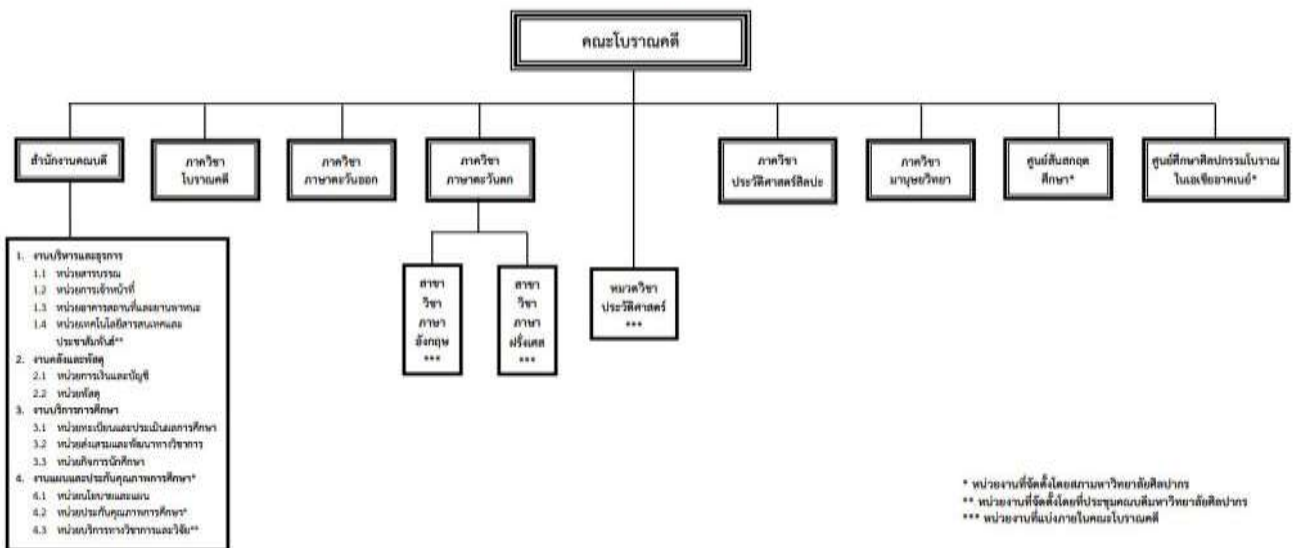 คณะโบราณคดี
สำนักงานคณบดี
ภาควิชา
โบราณคดี
ภาควิชา
ภาษาตะวันออก
ภาควิชา
ภาษาตะวันตก
ภาควิชา
ประวัติศาสตร์ศิลปะ
ภาควิชา
มานุษยวิทยา
ศูนย์สันสกฤต
ศึกษา*
ศูนย์ศึกษาศิลปกรรมโบราณ
ในเอเชียอาคเนย์*
1. งานบริหารและธุรการ
1.1 หน่วยสารบรรณ
1.2 หน่วยการเจ้าหน้าที่
1.3 หน่วยอาคารสถานที่และยานพาหนะ
1.4 หน่วยเทคโนโลยีสารสนเทศและ
ประชาสัมพันธ์**
2. งานคลังและพัสดุ
2.1 หน่วยการเงินและบัญชี
2.2 หน่วยพัสดุ
3. งานบริการการศึกษา
3.1 หน่วยทะเบียนและประเมินผลการศึกษา
3.2 หน่วยส่งเสริมและพัฒนาทางวิชาการ
3.3 หน่วยกิจการนักศึกษา
4. งานแผนและประกันคุณภาพการศึกษา*
4.1 หน่วยนโยบายและแผน
4.2 หน่วยประกันคุณภาพการศึกษา*
4.3 หน่วยบริการทางวิชาการและวิจัย**
สาขา
วิชา
ภาษา
อังกฤษ
***
สาขา
วิชา
ภาษา
ฝรั่งเศส
***
หมวดวิชา
ประวัติศาสตร์
***
* หน่วยงานที่จัดตั้งโดยสภามหาวิทยาลัยศิลปากร
** หน่วยงานที่จัดตั้งโดยที่ประชุมคณบดีมหาวิทยาลัยศิลปากร
*** หน่วยงานที่แบ่งภายในคณะโบราณคดี